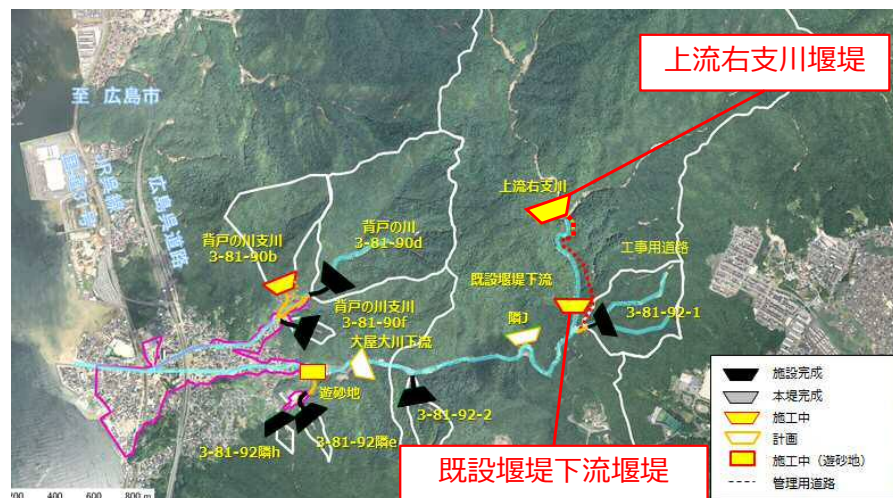 上流右支川堰堤
至 広島市
JR呉線
広島呉道路
上流右支川
背戸の川
3-81-90d
背戸の川支川
3-81-90b
工事用道路
既設堰堤下流
背戸の川支川
3-81-90f
隣J
3-81-92-1
大屋大川下流
遊砂地
3-81-92-2
3-81-92隣h
3-81-92隣e
既設堰堤下流堰堤
施設完成
本堤完成
施工中
計画
施工中（遊砂地）
管理用道路
200 400 600 800 m